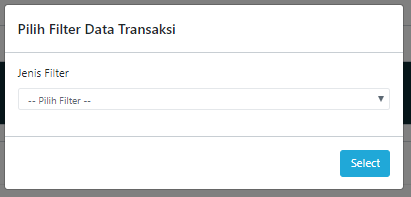 Pilih Filter Data Transaksi
Jenis Filter
-- Pilih Filter --
Select